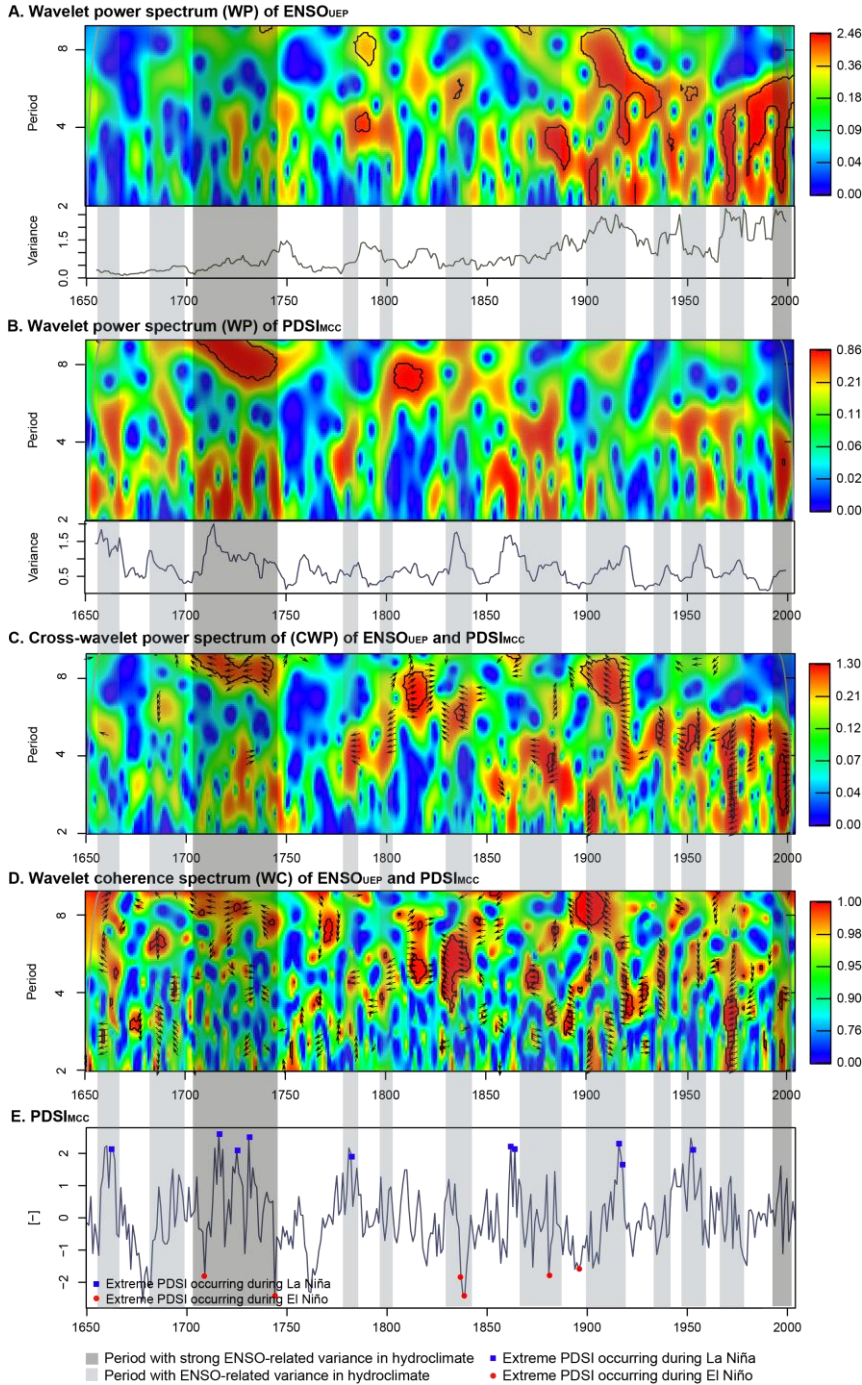 A. Wavelet power spectrum (WP) of ENSOUEP
8
4
2
Period
2.46
0.42
0.19
0.09
0.04
0.00
Variance
1.5
0.0
1650 1700 1800 1850 1900 1950 2000
B. Wavelet power spectrum (WP) of PDSIMCC
8
4
2
Period
0.86
0.21
0.11
0.06
0.02
0.00
Variance
1.5
0.5
1650 1700 1750 1800 1850 1900 1950 2000
C. Cross-wavelet power spectrum of (CWP) of ENSOUEP and PDSIMCC
8
4
2
Period
1.30
0.21
0.12
0.07
0.03
0.00
1650 1700 1750 1800 1850 1900 1950 2000
D. Wavelet coherence spectrum (WC) of ENSOUEP and PDSIMCC
8
4
2
Period
1.00
0.98
0.95
0.90
0.76
0.00
1650 1700 1750 1800 1850 1900 1950 2000
E. PDSIMCC
2
1
0
−1
−2
[−]
Extreme PDSI occurring during La Niña
Extreme PDSI occurring during El Niño
1650 1700 1750 1800 1850 1900 1950 2000
Period with strong ENSO-related variance in hydroclimate
Extreme PDSI occurring during La Niña
Period with ENSO-related variance in hydroclimate
Extreme PDSI occurring during El Niño